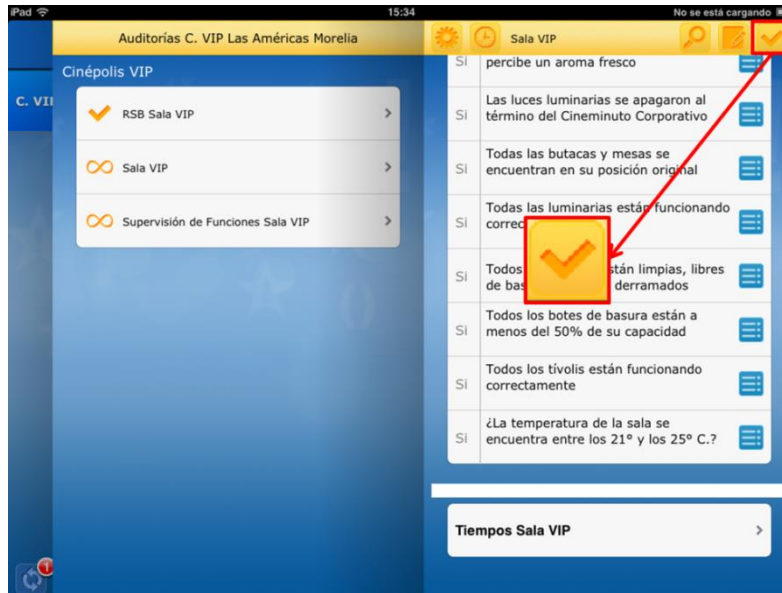 iPad 15:34 No se está cargando
Auditorías C. VIP Las Américas Morelia
Sala VIP
C. VII
Cinépolis VIP
RSB Sala VIP
Sala VIP
Supervisión de Funciones Sala VIP
Si percibe un aroma fresco
Si Las luces luminarias se apagaron al
término del Cineminuto Corporativo
Si Todas las butacas y mesas se
encuentran en su posición original
Si Todas las luminarias están funcionando
correc
Si Todos están limpias, libres
de bas derramados
Si Todos los botes de basura están a
menos del 50% de su capacidad
Si Todos los tívolis están funcionando
correctamente
Si ¿La temperatura de la sala se
encuentra entre los 21° y los 25° C.?
Tiempos Sala VIP
1